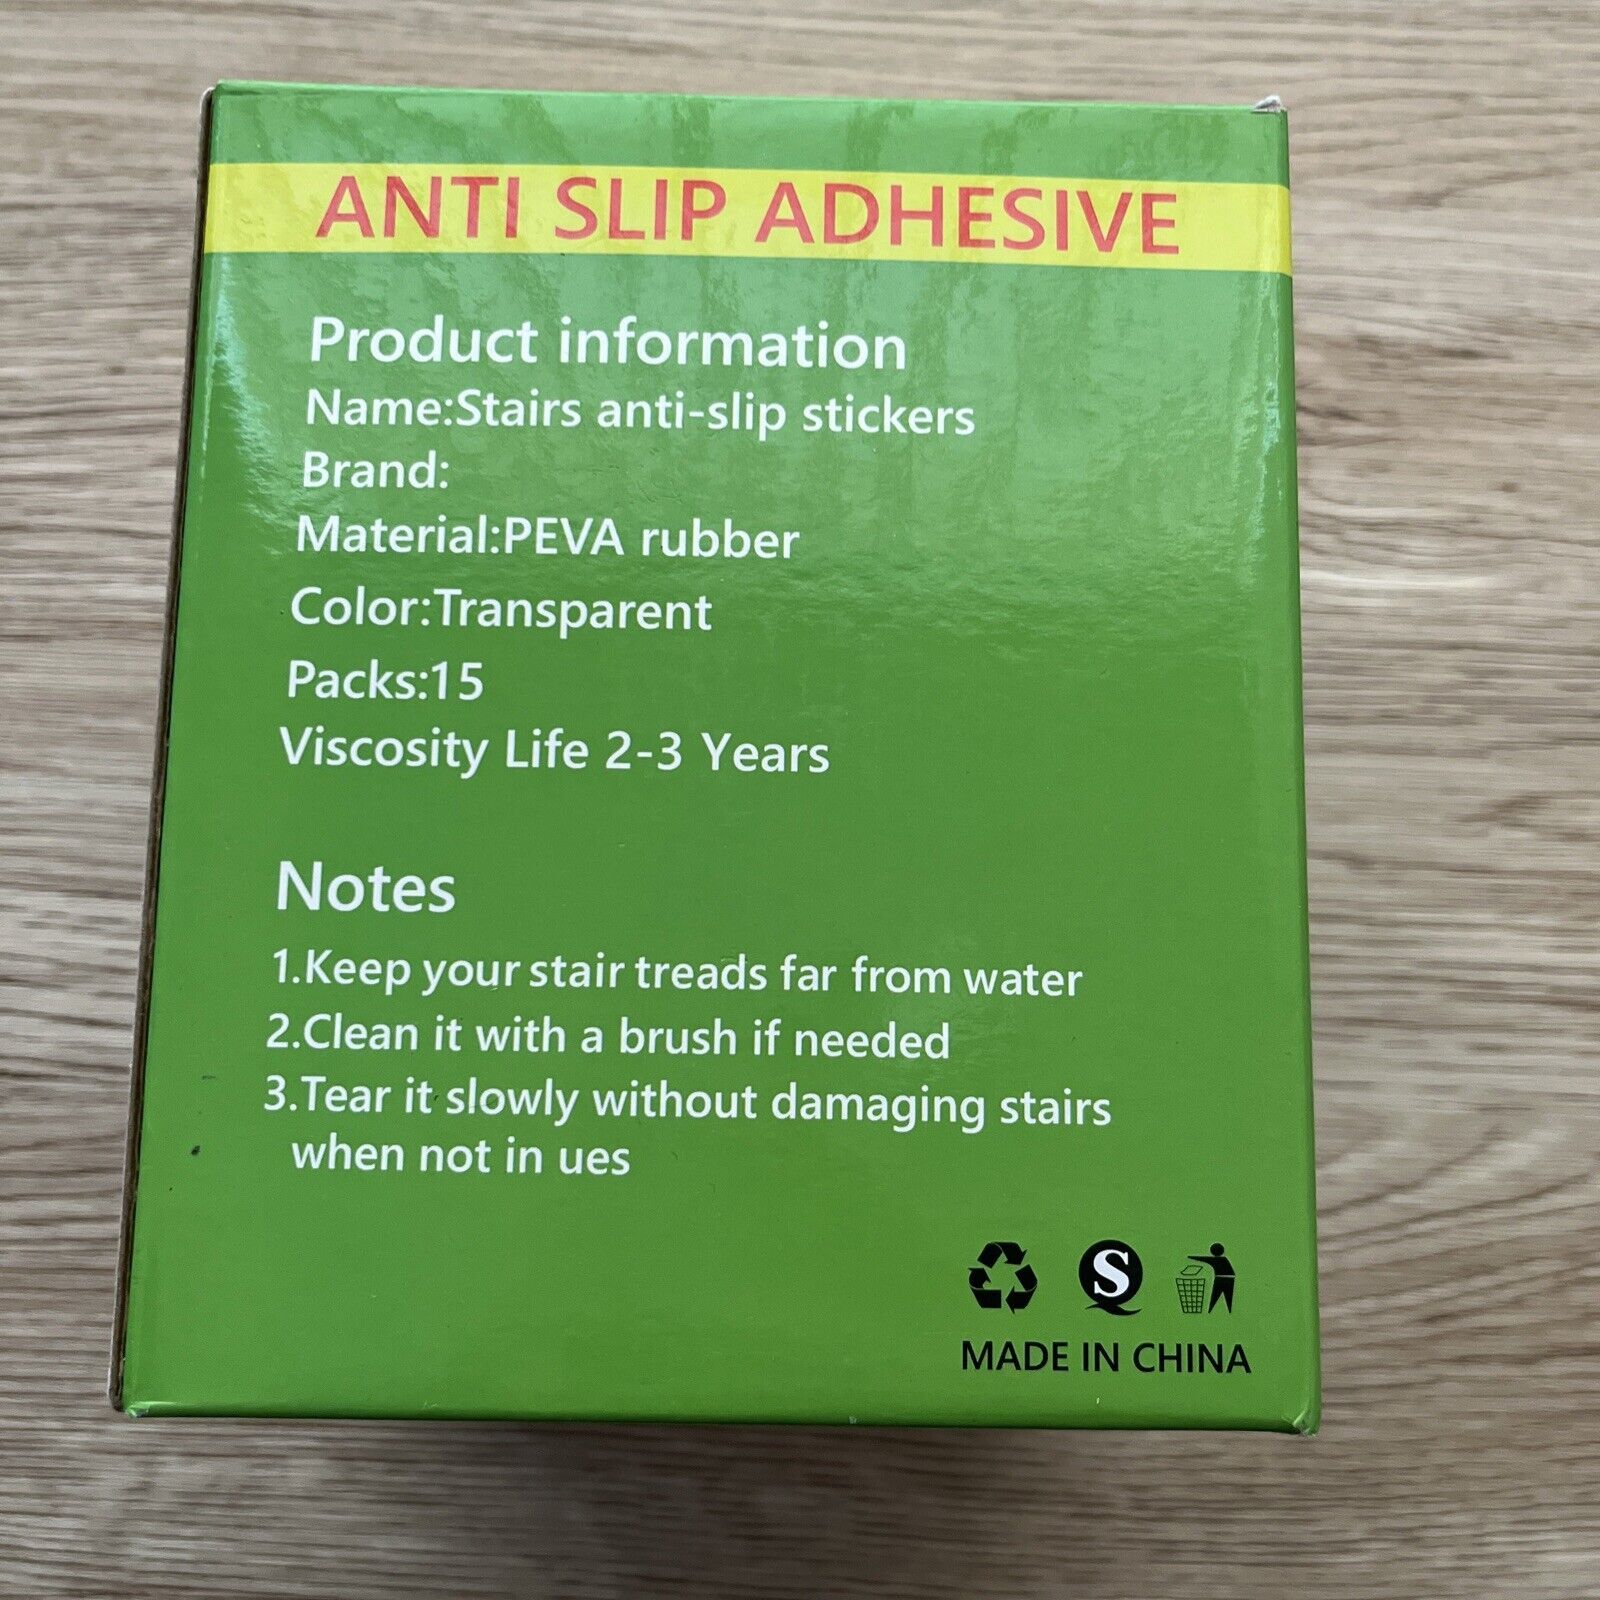 ANTI SLIP ADHESIVE
Product information
Name:Stairs anti-slip stickers
Brand:
Material:PEVA rubber
Color:Transparent
Packs:15
Viscosity Life 2-3 Years
Notes
1.Keep your stair treads far from water
2.Clean it with a brush if needed
3.Tear it slowly without damaging stairs
when not in ues
S
MADE IN CHINA